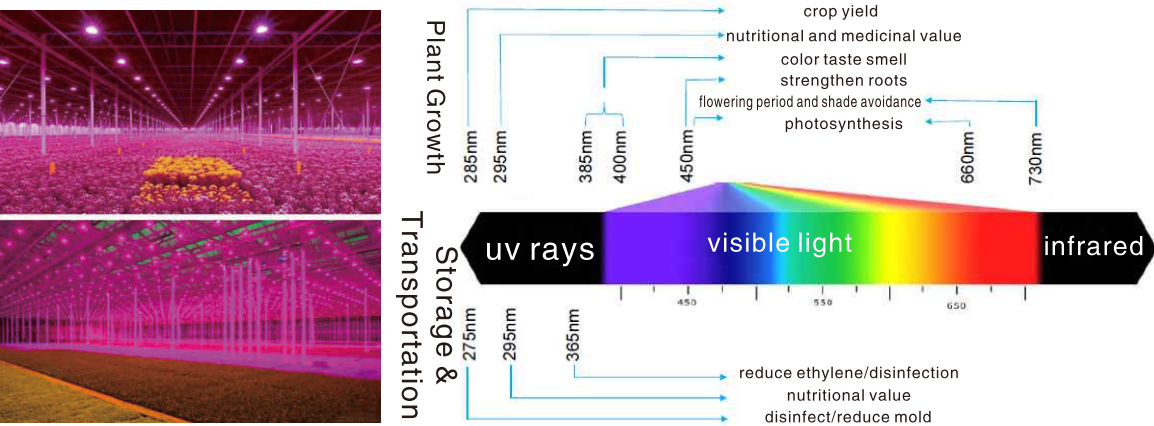 Plant Growth
crop yield
nutritional and medicinal value
color taste smell
strengthen roots
flowering period and shade avoidance
photosynthesis
285nm
295nm
385nm
400nm
450nm
660nm
730nm
uv rays
visible light
infrared
450
550
650
Storage &
Transportation
275nm
295nm
365nm
reduce ethylene/disinfection
nutritional value
disinfect/reduce mold